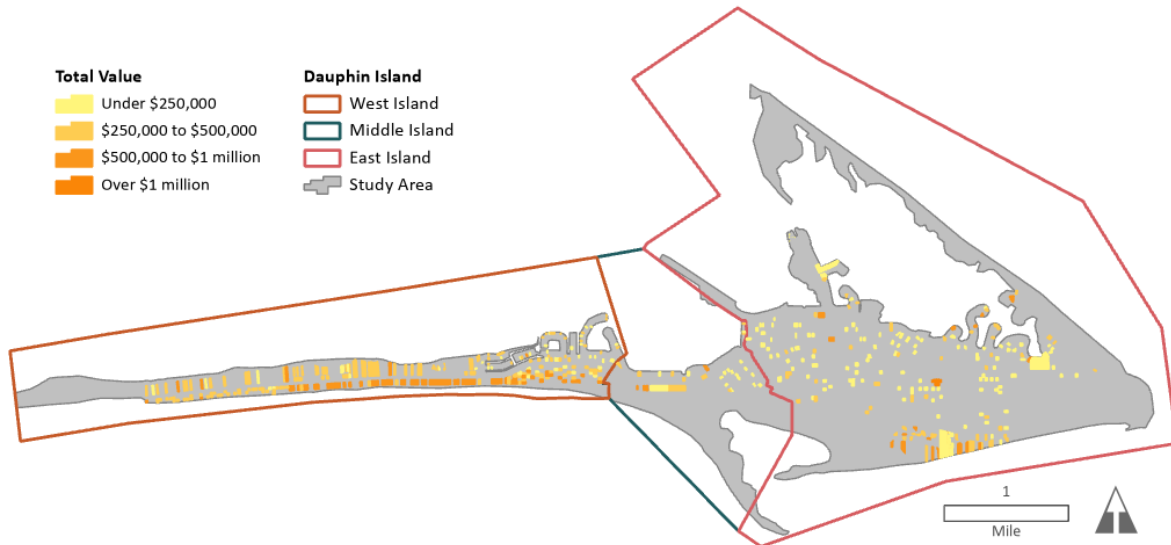 Total Value
Under $250,000
$250,000 to $500,000
$500,000 to $1 million
Over $1 million
Dauphin Island
West Island
Middle Island
East Island
Study Area
1
Mile